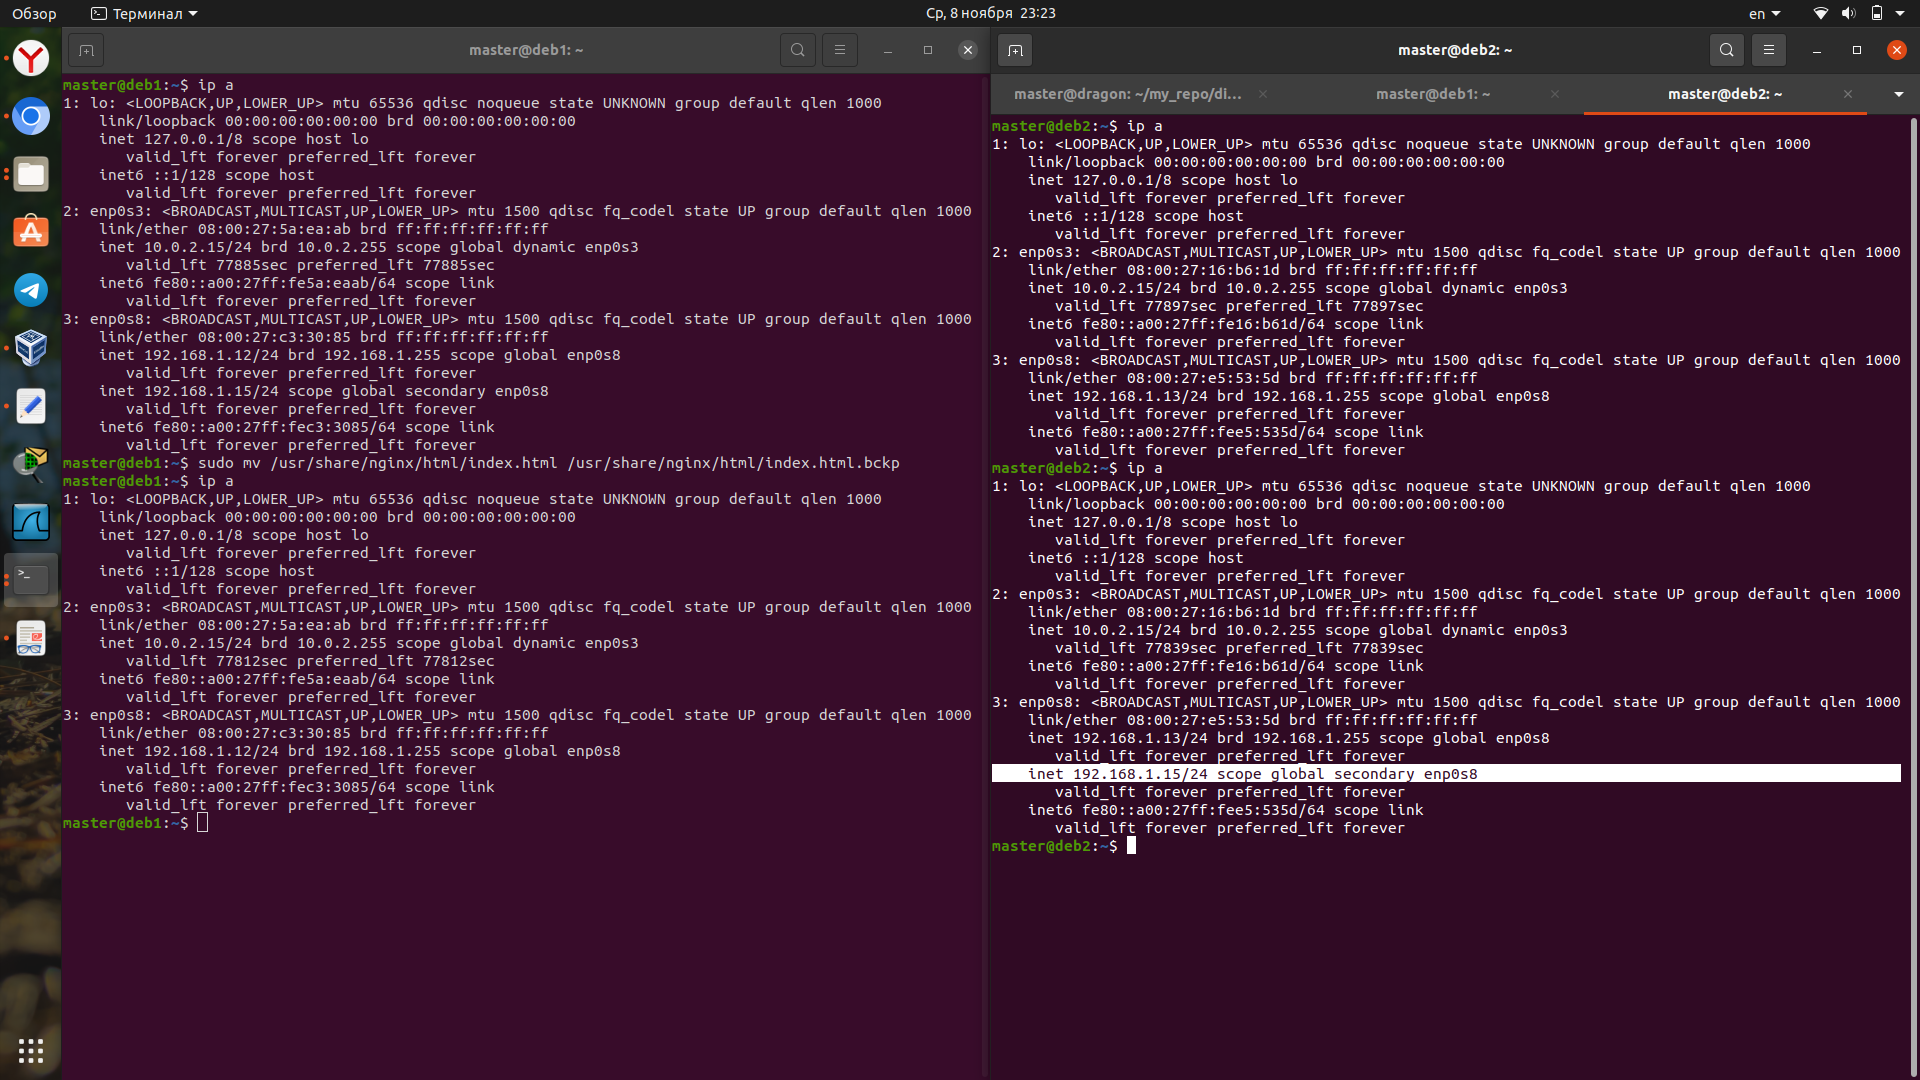 Обзор
Терминал
Ср, 8 ноября 23:23
en
master@deb1: ~
master@deb1:~$ ip a
1: lo: <LOOPBACK,UP,LOWER_UP> mtu 65536 qdisc noqueue state UNKNOWN group default qlen 1000
    link/loopback 00:00:00:00:00:00 brd 00:00:00:00:00:00
    inet 127.0.0.1/8 scope host lo
       valid_lft forever preferred_lft forever
    inet6 ::1/128 scope host
       valid_lft forever preferred_lft forever
2: enp0s3: <BROADCAST,MULTICAST,UP,LOWER_UP> mtu 1500 qdisc fq_codel state UP group default qlen 1000
    link/ether 08:00:27:5a:ea:ab brd ff:ff:ff:ff:ff:ff
    inet 10.0.2.15/24 brd 10.0.2.255 scope global dynamic enp0s3
       valid_lft 77885sec preferred_lft 77885sec
    inet6 fe80::a00:27ff:fe5a:eaab/64 scope link
       valid_lft forever preferred_lft forever
3: enp0s8: <BROADCAST,MULTICAST,UP,LOWER_UP> mtu 1500 qdisc fq_codel state UP group default qlen 1000
    link/ether 08:00:27:c3:30:85 brd ff:ff:ff:ff:ff:ff
    inet 192.168.1.12/24 brd 192.168.1.255 scope global enp0s8
       valid_lft forever preferred_lft forever
    inet 192.168.1.15/24 scope global secondary enp0s8
       valid_lft forever preferred_lft forever
    inet6 fe80::a00:27ff:fec3:3085/64 scope link
       valid_lft forever preferred_lft forever
master@deb1:~$ sudo mv /usr/share/nginx/html/index.html /usr/share/nginx/html/index.html.bckp
master@deb1:~$ ip a
1: lo: <LOOPBACK,UP,LOWER_UP> mtu 65536 qdisc noqueue state UNKNOWN group default qlen 1000
    link/loopback 00:00:00:00:00:00 brd 00:00:00:00:00:00
    inet 127.0.0.1/8 scope host lo
       valid_lft forever preferred_lft forever
    inet6 ::1/128 scope host
       valid_lft forever preferred_lft forever
2: enp0s3: <BROADCAST,MULTICAST,UP,LOWER_UP> mtu 1500 qdisc fq_codel state UP group default qlen 1000
    link/ether 08:00:27:5a:ea:ab brd ff:ff:ff:ff:ff:ff
    inet 10.0.2.15/24 brd 10.0.2.255 scope global dynamic enp0s3
       valid_lft 77812sec preferred_lft 77812sec
    inet6 fe80::a00:27ff:fe5a:eaab/64 scope link
       valid_lft forever preferred_lft forever
3: enp0s8: <BROADCAST,MULTICAST,UP,LOWER_UP> mtu 1500 qdisc fq_codel state UP group default qlen 1000
    link/ether 08:00:27:c3:30:85 brd ff:ff:ff:ff:ff:ff
    inet 192.168.1.12/24 brd 192.168.1.255 scope global enp0s8
       valid_lft forever preferred_lft forever
    inet6 fe80::a00:27ff:fec3:3085/64 scope link
       valid_lft forever preferred_lft forever
master@deb1:~$
master@deb2: ~
master@dragon: ~/my_repo/di...
master@deb1: ~
master@deb2: ~
master@deb2:~$ ip a
1: lo: <LOOPBACK,UP,LOWER_UP> mtu 65536 qdisc noqueue state UNKNOWN group default qlen 1000
    link/loopback 00:00:00:00:00:00 brd 00:00:00:00:00:00
    inet 127.0.0.1/8 scope host lo
       valid_lft forever preferred_lft forever
    inet6 ::1/128 scope host
       valid_lft forever preferred_lft forever
2: enp0s3: <BROADCAST,MULTICAST,UP,LOWER_UP> mtu 1500 qdisc fq_codel state UP group default qlen 1000
    link/ether 08:00:27:16:b6:1d brd ff:ff:ff:ff:ff:ff
    inet 10.0.2.15/24 brd 10.0.2.255 scope global dynamic enp0s3
       valid_lft 77897sec preferred_lft 77897sec
    inet6 fe80::a00:27ff:fe16:b61d/64 scope link
       valid_lft forever preferred_lft forever
3: enp0s8: <BROADCAST,MULTICAST,UP,LOWER_UP> mtu 1500 qdisc fq_codel state UP group default qlen 1000
    link/ether 08:00:27:e5:53:5d brd ff:ff:ff:ff:ff:ff
    inet 192.168.1.13/24 brd 192.168.1.255 scope global enp0s8
       valid_lft forever preferred_lft forever
    inet6 fe80::a00:27ff:fee5:535d/64 scope link
       valid_lft forever preferred_lft forever
master@deb2:~$ ip a
1: lo: <LOOPBACK,UP,LOWER_UP> mtu 65536 qdisc noqueue state UNKNOWN group default qlen 1000
    link/loopback 00:00:00:00:00:00 brd 00:00:00:00:00:00
    inet 127.0.0.1/8 scope host lo
       valid_lft forever preferred_lft forever
    inet6 ::1/128 scope host
       valid_lft forever preferred_lft forever
2: enp0s3: <BROADCAST,MULTICAST,UP,LOWER_UP> mtu 1500 qdisc fq_codel state UP group default qlen 1000
    link/ether 08:00:27:16:b6:1d brd ff:ff:ff:ff:ff:ff
    inet 10.0.2.15/24 brd 10.0.2.255 scope global dynamic enp0s3
       valid_lft 77839sec preferred_lft 77839sec
    inet6 fe80::a00:27ff:fe16:b61d/64 scope link
       valid_lft forever preferred_lft forever
3: enp0s8: <BROADCAST,MULTICAST,UP,LOWER_UP> mtu 1500 qdisc fq_codel state UP group default qlen 1000
    link/ether 08:00:27:e5:53:5d brd ff:ff:ff:ff:ff:ff
    inet 192.168.1.13/24 brd 192.168.1.255 scope global enp0s8
       valid_lft forever preferred_lft forever
    inet 192.168.1.15/24 scope global secondary enp0s8
       valid_lft forever preferred_lft forever
    inet6 fe80::a00:27ff:fee5:535d/64 scope link
       valid_lft forever preferred_lft forever
master@deb2:~$